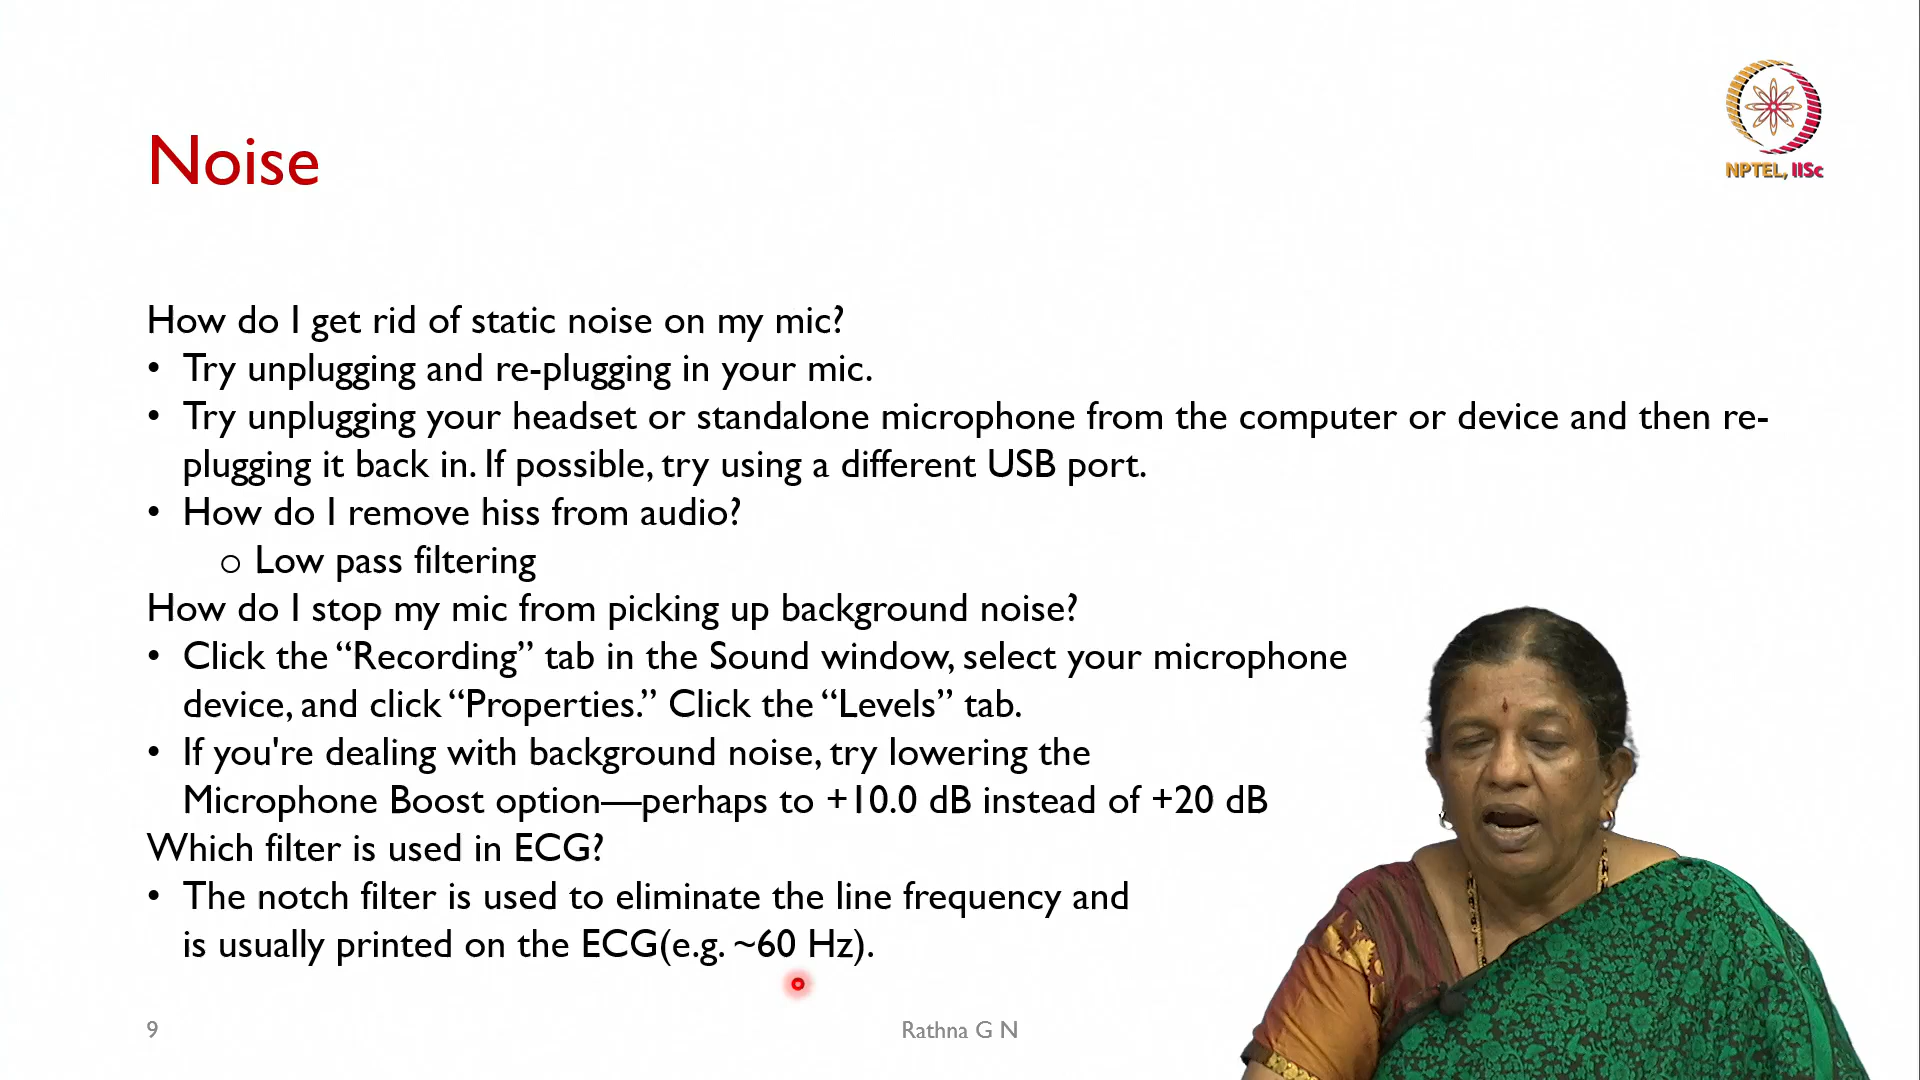 NPTEL, IISc
Noise
How do I get rid of static noise on my mic?
• Try unplugging and re-plugging in your mic.
• Try unplugging your headset or standalone microphone from the computer or device and then re-
plugging it back in. If possible, try using a different USB port.
• How do I remove hiss from audio?
o Low pass filtering
How do I stop my mic from picking up background noise?
• Click the “Recording” tab in the Sound window, select your microphone
device, and click “Properties.” Click the “Levels” tab.
• If you're dealing with background noise, try lowering the
Microphone Boost option—perhaps to +10.0 dB instead of +20 dB
Which filter is used in ECG?
• The notch filter is used to eliminate the line frequency and
is usually printed on the ECG(e.g. ~60 Hz).
9
Rathna G N